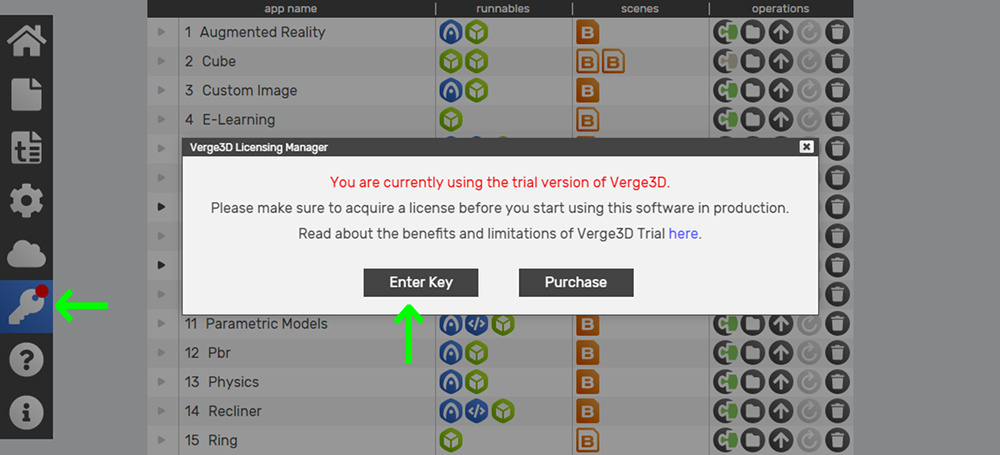 app name runnables scenes operations
1 Augmented Reality
2 Cube
3 Custom Image
4 E-Learning
Verge3D Licensing Manager
You are currently using the trial version of Verge3D.
Please make sure to acquire a license before you start using this software in production.
Read about the benefits and limitations of Verge3D Trial here.
Enter Key Purchase
11 Parametric Models
12 Pbr
13 Physics
14 Recliner
15 Ring